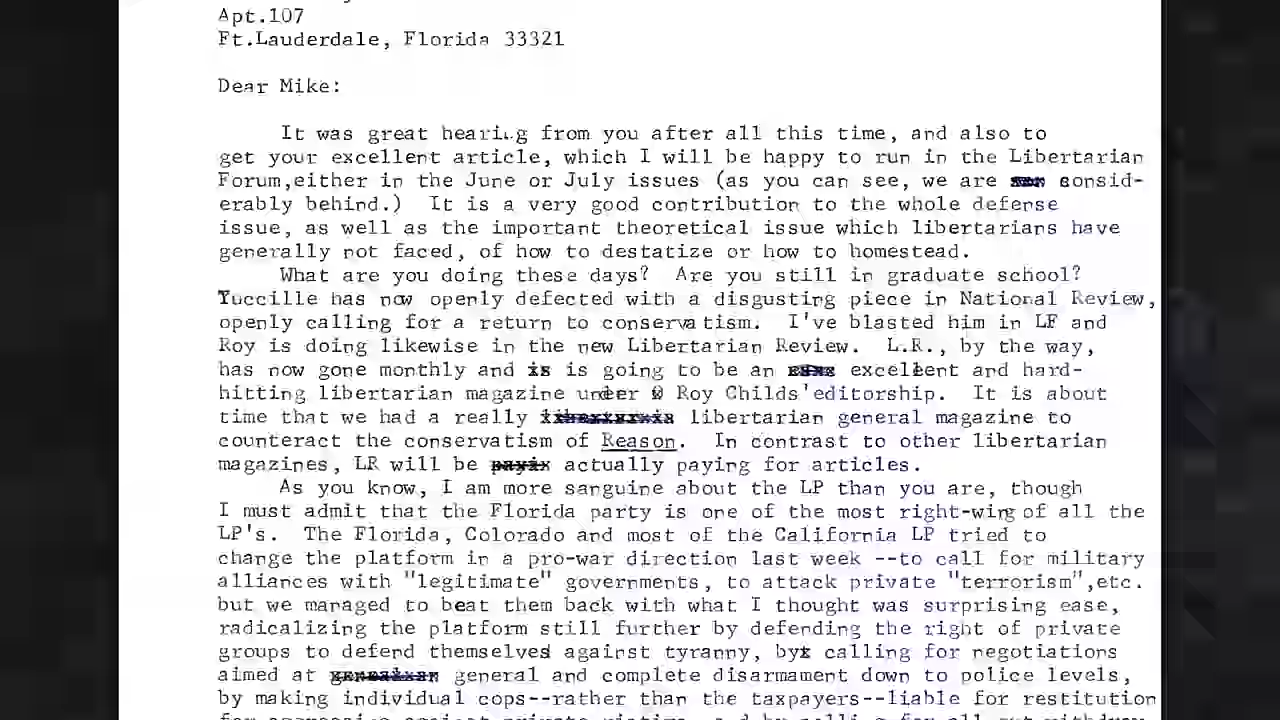 Apt.107
Ft.Lauderdale, Florida 33321
Dear Mike:
It was great hearing from you after all this time, and also to
get your excellent article, which I will be happy to run in the Libertarian
Forum,either in the June or July issues (as you can see, we are consid-
erably behind.) It is a very good contribution to the whole defense
issue, as well as the important theoretical issue which libertarians have
generally not faced, of how to destatize or how to homestead.
What are you doing these days? Are you still in graduate school?
Tuccille has now openly defected with a disgusting piece in National Review,
openly calling for a return to conservatism. I've blasted him in LF and
Roy is doing likewise in the new Libertarian Review. L.R., by the way,
has now gone monthly and is is going to be an excellent and hard-
hitting libertarian magazine under Roy Childs'editorship. It is about
time that we had a really libertarian general magazine to
counteract the conservatism of Reason. In contrast to other libertarian
magazines, LR will be actually paying for articles.
As you know, I am more sanguine about the LP than you are, though
I must admit that the Florida party is one of the most right-wing of all the
LP's. The Florida, Colorado and most of the California LP tried to
change the platform in a pro-war direction last week --to call for military
alliances with "legitimate" governments, to attack private "terrorism",etc.
but we managed to beat them back with what I thought was surprising ease,
radicalizing the platform still further by defending the right of private
groups to defend themselves against tyranny, by calling for negotiations
aimed at general and complete disarmament down to police levels,
by making individual cops--rather than the taxpayers--liable for restitution